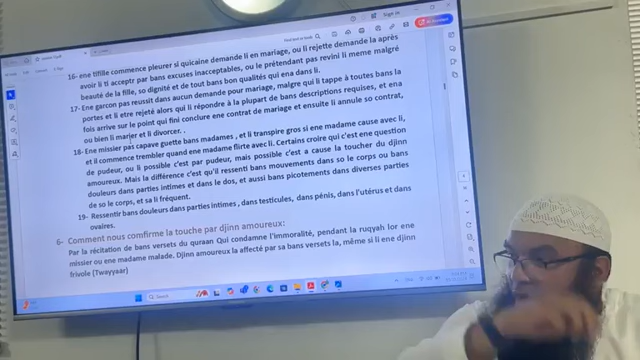 Sign in
16- ene tifille commence pleurer si quicaine demande li en mariage, ou li rejette demande la après
avoir li ti accepter par bans excuses inacceptables, ou le prétendant pas revini li meme malgré
beauté de la fille, so dignité et de tout bans bon qualités qui ena dans li.
17- Ene garcon pas reussit dans aucun demande pour mariage, malgre qui li tappe à toutes bans la
portes et li etre rejeté alors qui li répondre à la plupart de bans descriptions requises, et ena
fois arrive sur le point qui fini conclure ene contrat de mariage et ensuite li annule so contrat,
ou bien li marier et li divorcer. .
18- Ene missier pas capave guette bans madames , et li transpire gros si ene madame cause avec li,
et li commence trembler quand ene madame flirte avec li. Certains croire qui c'est ene question
de pudeur, ou li possible c'est par pudeur, mais possible c'est a cause la toucher du djinn
amoureux. Mais la différence c'est qu'il ressenti bans mouvements dans so le corps ou bans
douleurs dans parties intimes et dans le dos, et aussi bans picotements dans diverses parties
de so le corps, et sa li fréquent.
19- Ressentir bans douleurs dans parties intimes , dans testicules, dans pénis, dans l'utérus et dans
ovaires.
6- Comment nous confirme la touche par djinn amoureux:
Par la récitation de bans versets du quraan Qui condamne l'immoralité, pendant la ruqyah lor ene
missier ou ene madame malade. Djinn amoureux la affecté par sa bans versets la, même si li ene djinn
frivole (Twayyaar)
Search